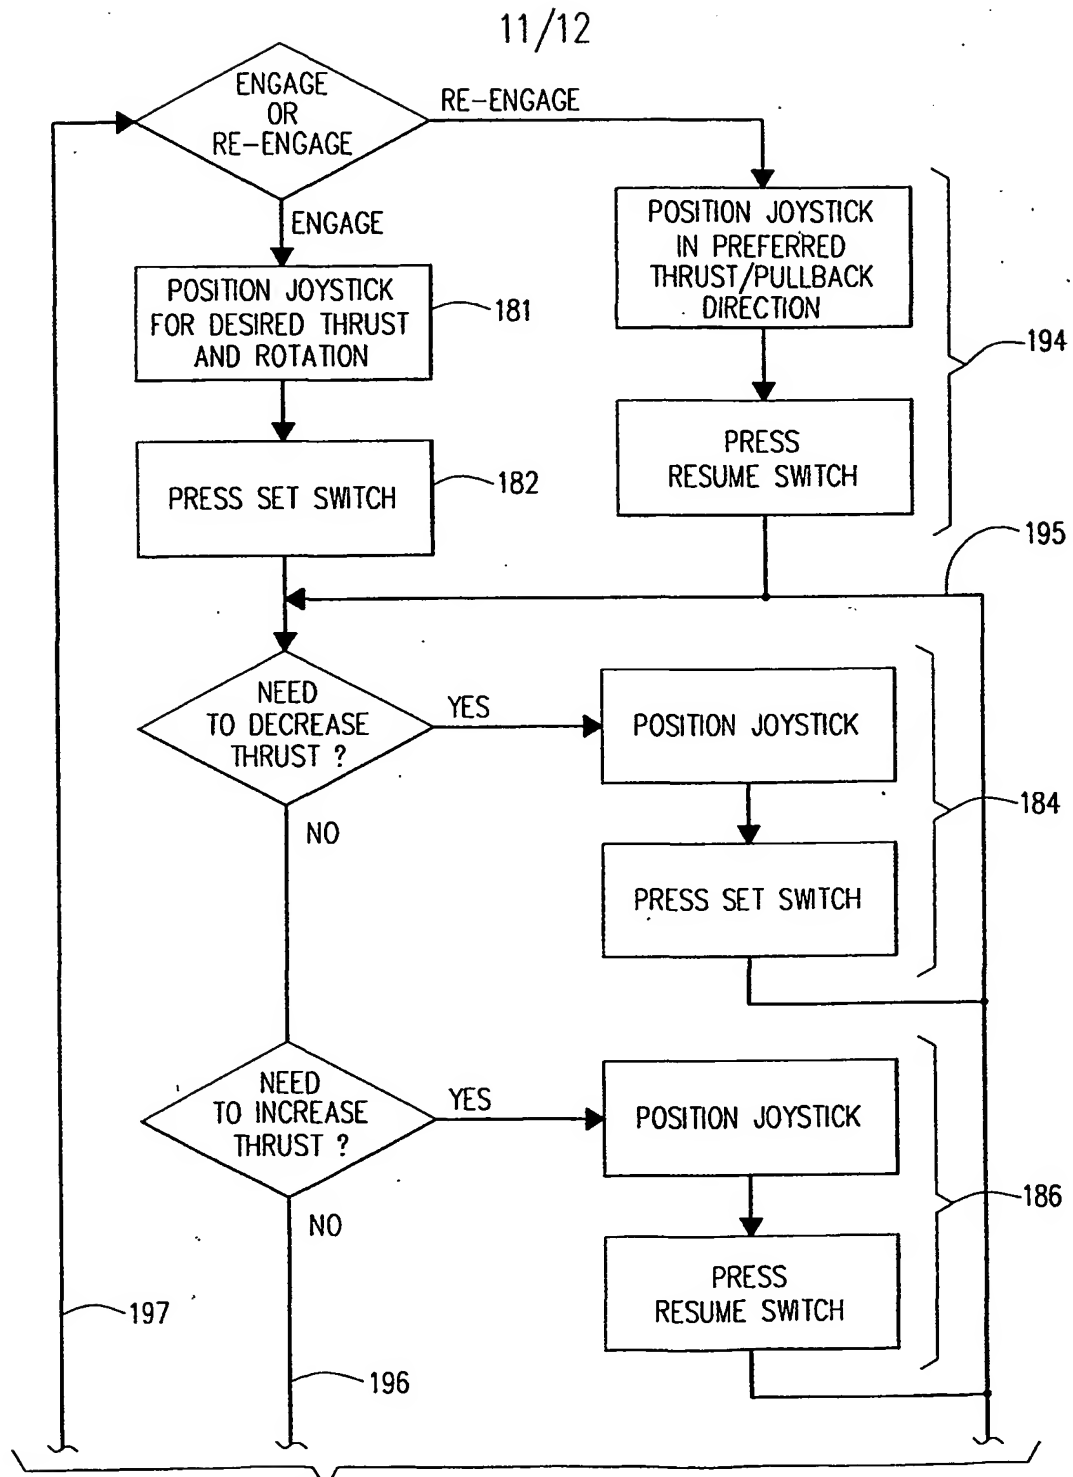 11/12
ENGAGE
OR
RE-ENGAGE
RE-ENGAGE
ENGAGE
POSITION JOYSTICK
IN PREFERRED
THRUST/PULLBACK
DIRECTION
194
POSITION JOYSTICK
FOR DESIRED THRUST
AND ROTATION
181
PRESS
RESUME SWITCH
PRESS SET SWITCH
182
195
NEED
TO DECREASE
THRUST ?
YES
POSITION JOYSTICK
184
NO
PRESS SET SWITCH
NEED
TO INCREASE
THRUST ?
YES
POSITION JOYSTICK
186
NO
PRESS
RESUME SWITCH
197
196